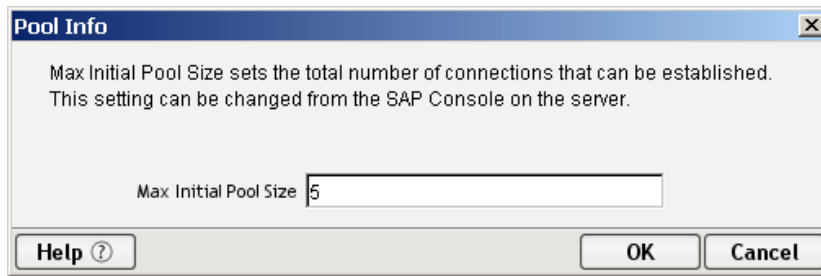 Pool Info
Max Initial Pool Size sets the total number of connections that can be established.
This setting can be changed from the SAP Console on the server.
Max Initial Pool Size 5
Help ?
OK
Cancel